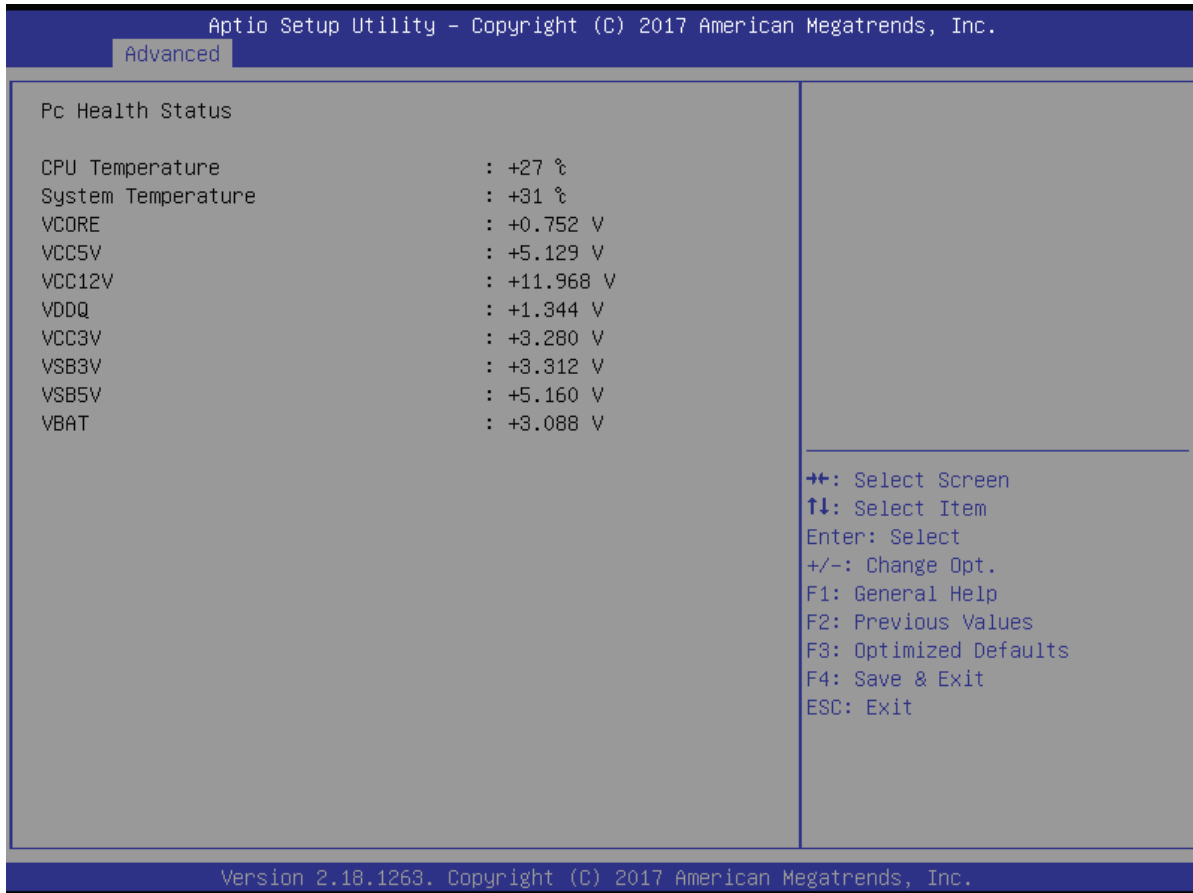 Aptio Setup Utility – Copyright (C) 2017 American Megatrends, Inc.
Advanced
Pc Health Status
CPU Temperature : +27 ℃
System Temperature : +31 ℃
VCORE : +0.752 V
VCC5V : +5.129 V
VCC12V : +11.968 V
VDDQ : +1.344 V
VCC3V : +3.280 V
VSB3V : +3.312 V
VSB5V : +5.160 V
VBAT : +3.088 V
→←: Select Screen
↑↓: Select Item
Enter: Select
+/-: Change Opt.
F1: General Help
F2: Previous Values
F3: Optimized Defaults
F4: Save & Exit
ESC: Exit
Version 2.18.1263. Copyright (C) 2017 American Megatrends, Inc.